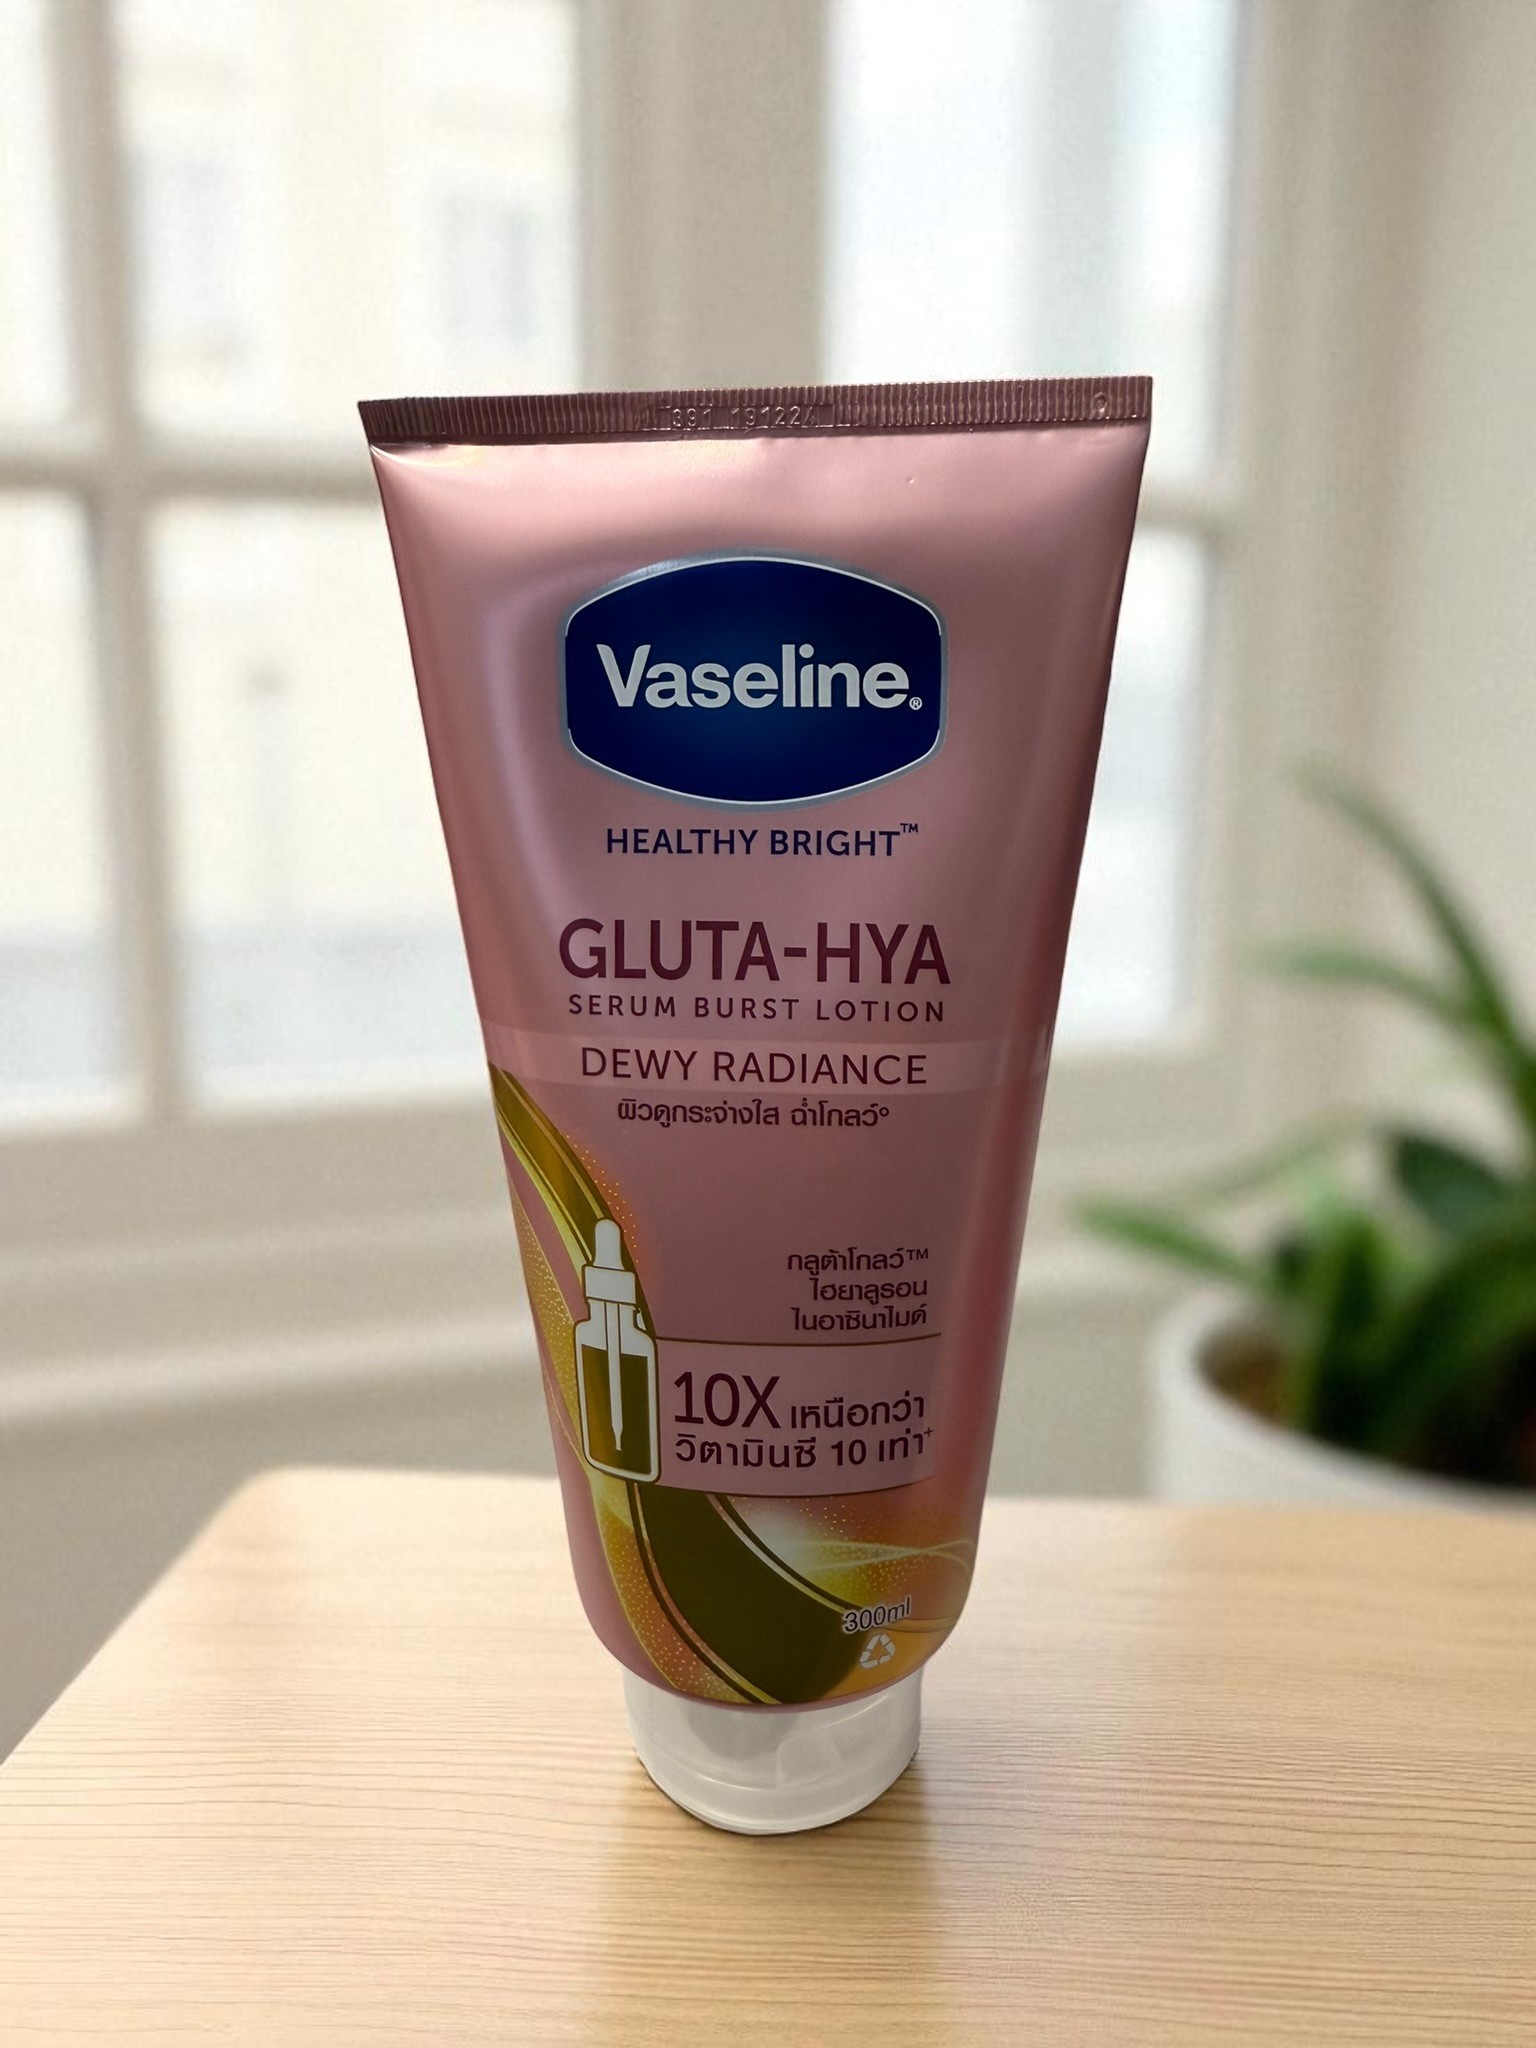 391 191224
Vaseline®
HEALTHY BRIGHT™
GLUTA-HYA
SERUM BURST LOTION
DEWY RADIANCE
ผิวดูกระจ่างใส ฉ่ำโกลว์°
กลูต้าโกลว์™
ไฮยาลูรอน
ไนอาซินาไมด์
10X เหนือกว่า
วิตามินซี 10 เท่า+
300ml